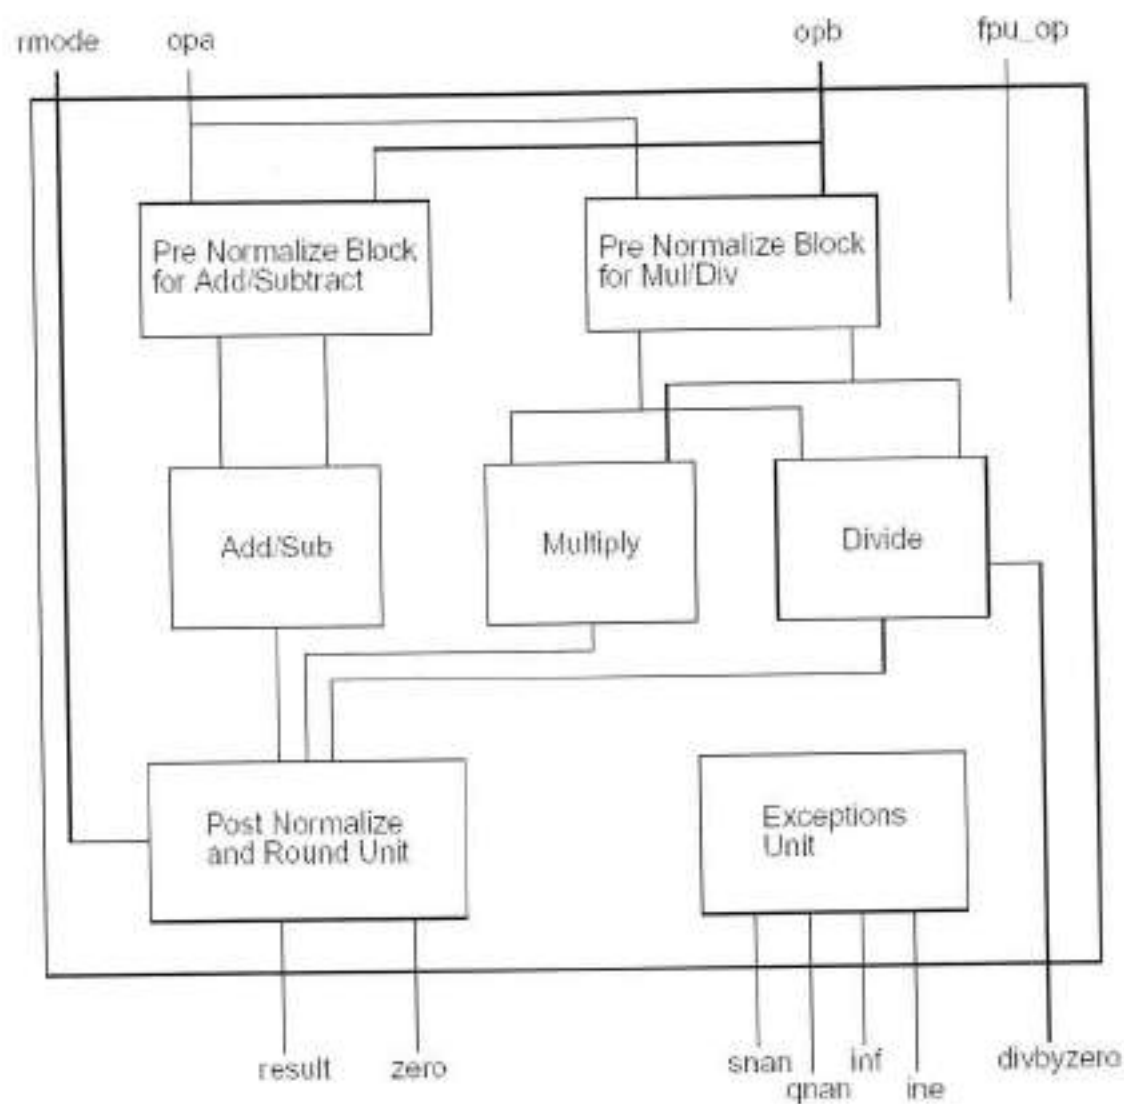 rmode
opa
opb
fpu_op
Pre Normalize Block
for Add/Subtract
Pre Normalize Block
for Mul/Div
Add/Sub
Multiply
Divide
Post Normalize
and Round Unit
Exceptions
Unit
result
zero
snan
qnan
inf
ine
divbyzero